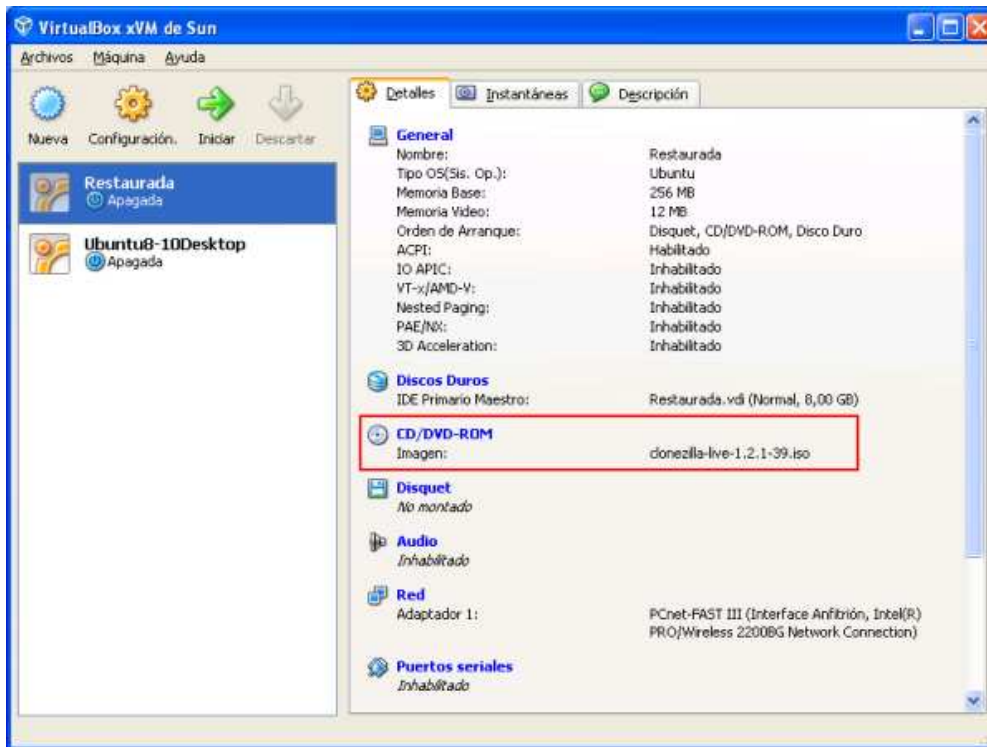 VirtualBox xVM de Sun
Archivos Máquina Ayuda
Nueva Configuración. Iniciar Descartar
Restaurada
Apagada
Ubuntu8-10Desktop
Apagada
Detalles Instantáneas Descripción
General
Nombre: Restaurada
Tipo OS(Sis. Op.): Ubuntu
Memoria Base: 256 MB
Memoria Video: 12 MB
Orden de Arranque: Disquet, CD/DVD-ROM, Disco Duro
ACPI: Habilitado
IO APIC: Inhabilitado
VT-x/AMD-V: Inhabilitado
Nested Paging: Inhabilitado
PAE/NX: Inhabilitado
3D Acceleration: Inhabilitado
Discos Duros
IDE Primario Maestro: Restaurada.vdi (Normal, 8,00 GB)
CD/DVD-ROM
Imagen: clonezilla-live-1.2.1-39.iso
Disquet
No montado
Audio
Inhabilitado
Red
Adaptador 1: PCnet-FAST III (Interface Anfitrión, Intel(R)
PRO/Wireless 2200BG Network Connection)
Puertos seriales
Inhabilitado